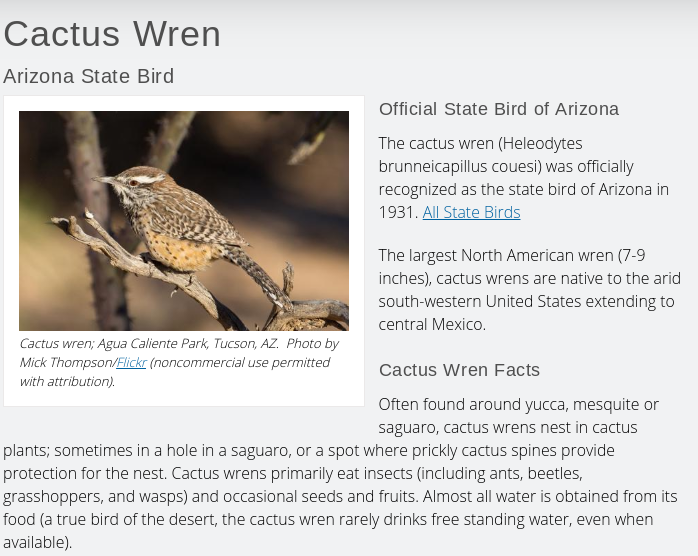 Cactus Wren
Arizona State Bird
Cactus wren; Agua Caliente Park, Tucson, AZ.  Photo by
Mick Thompson/Flickr (noncommercial use permitted
with attribution).
Official State Bird of Arizona
The cactus wren (Heleodytes
brunneicapillus couesi) was officially
recognized as the state bird of Arizona in
1931. All State Birds
The largest North American wren (7-9
inches), cactus wrens are native to the arid
south-western United States extending to
central Mexico.
Cactus Wren Facts
Often found around yucca, mesquite or
saguaro, cactus wrens nest in cactus
plants; sometimes in a hole in a saguaro, or a spot where prickly cactus spines provide
protection for the nest. Cactus wrens primarily eat insects (including ants, beetles,
grasshoppers, and wasps) and occasional seeds and fruits. Almost all water is obtained from its
food (a true bird of the desert, the cactus wren rarely drinks free standing water, even when
available).